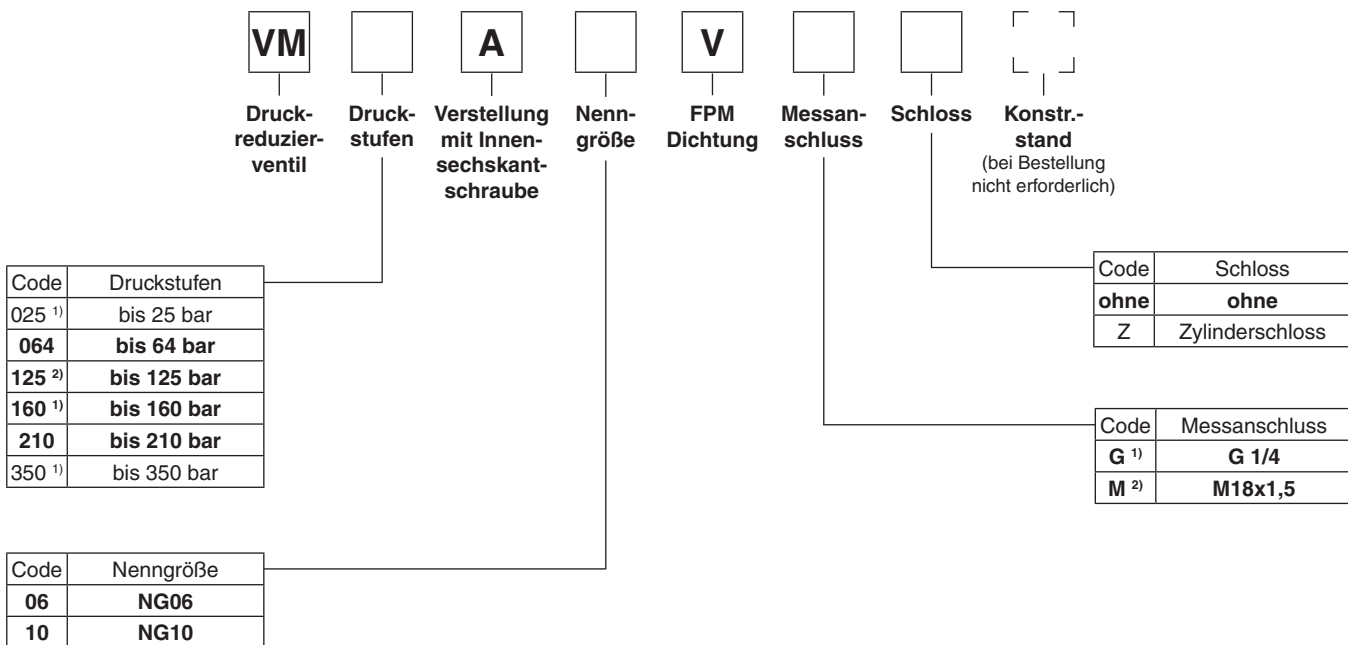 VM A V
Druck-
reduzier-
ventil
Druck-
stufen
Verstellung
mit Innen-
sechskant-
schraube
Nenn-
größe
FPM
Dichtung
Messan-
schluss
Schloss
Konstr.-
stand
(bei Bestellung
nicht erforderlich)
Code Druckstufen
025 1) bis 25 bar
064 bis 64 bar
125 2) bis 125 bar
160 1) bis 160 bar
210 bis 210 bar
350 1) bis 350 bar
Code Schloss
ohne ohne
Z Zylinderschloss
Code Messanschluss
G 1) G 1/4
M 2) M18x1,5
Code Nenngröße
06 NG06
10 NG10